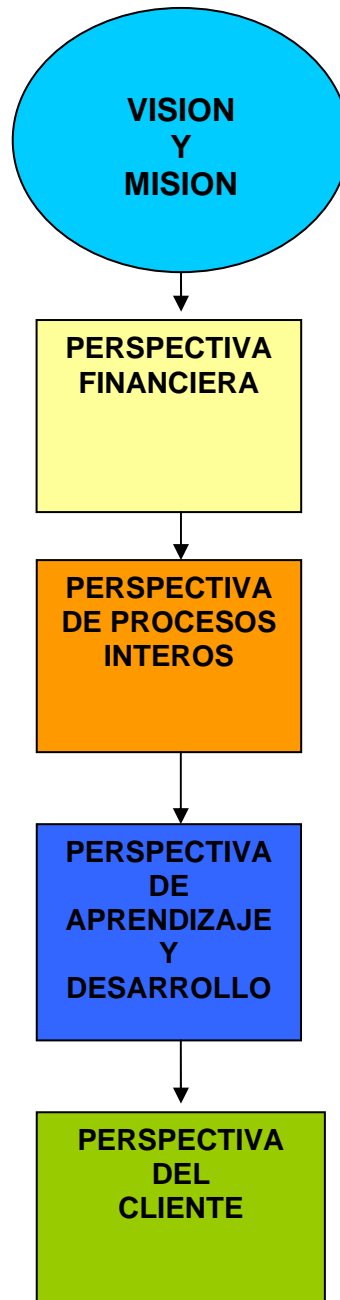 VISION
Y
MISION
PERSPECTIVA
FINANCIERA
PERSPECTIVA
DE PROCESOS
INTEROS
PERSPECTIVA
DE
APRENDIZAJE
Y
DESARROLLO
PERSPECTIVA
DEL
CLIENTE